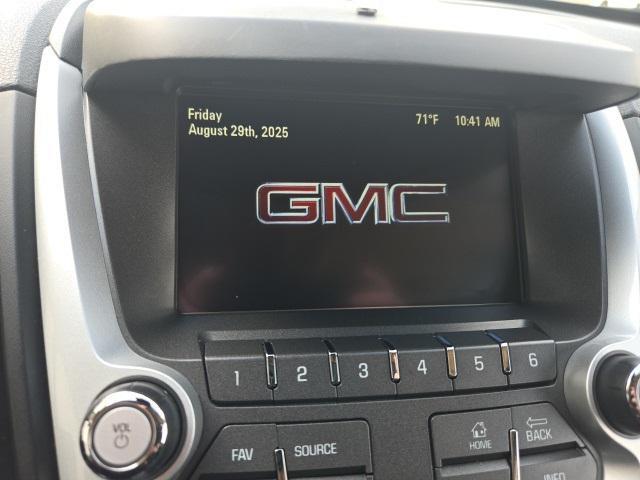 Friday
August 29th, 2025
71°F 10:41 AM
GMC
1 2 3 4 5 6
VOL
FAV SOURCE
HOME BACK
INFO